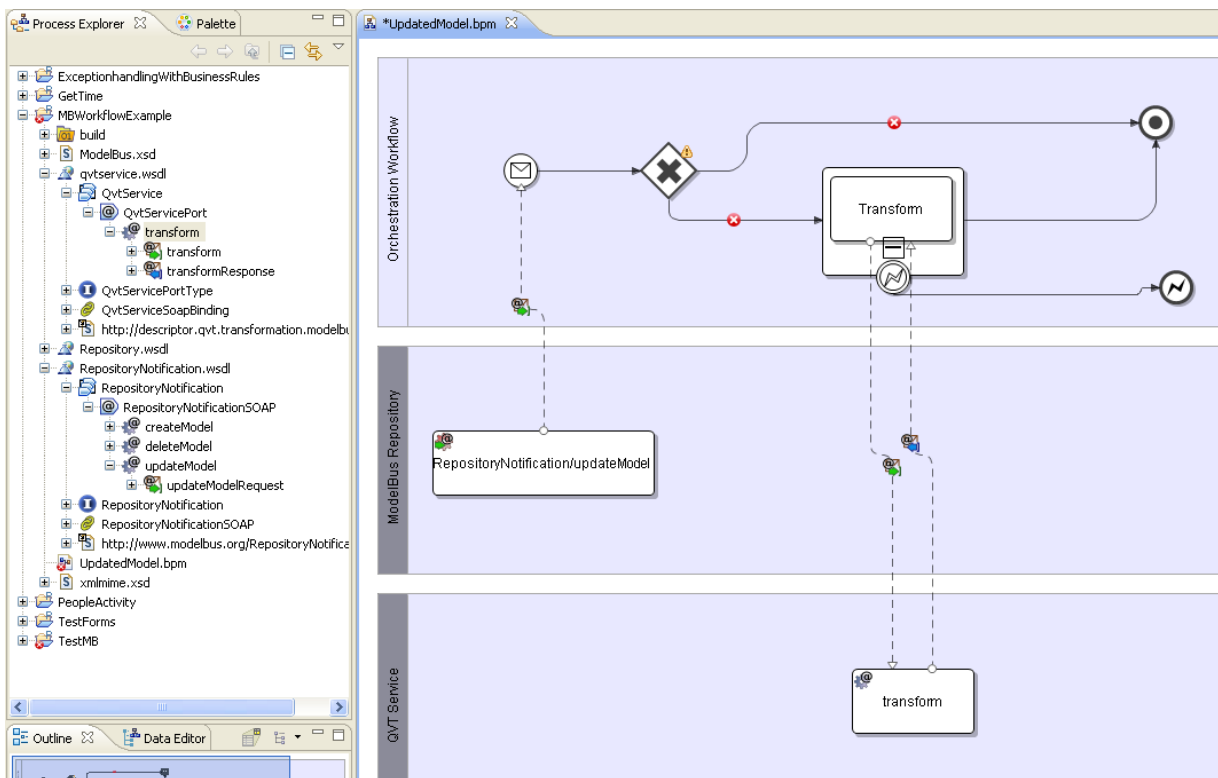 Process Explorer
Palette
*UpdatedModel.bpm
ExceptionhandlingWithBusinessRules
GetTime
MBWorkflowExample
build
ModelBus.xsd
qvtservice.wsdl
QvtService
QvtServicePort
transform
transform
transformResponse
QvtServicePortType
QvtServiceSoapBinding
http://descriptor.qvt.transformation.modelbu
Repository.wsdl
RepositoryNotification.wsdl
RepositoryNotification
RepositoryNotificationSOAP
createModel
deleteModel
updateModel
updateModelRequest
RepositoryNotification
RepositoryNotificationSOAP
http://www.modelbus.org/RepositoryNotifica
UpdatedModel.bpm
xmlmime.xsd
PeopleActivity
TestForms
TestMB
Outline
Data Editor
Orchestration Workflow
Transform
ModelBus Repository
RepositoryNotification/updateModel
QVT Service
transform